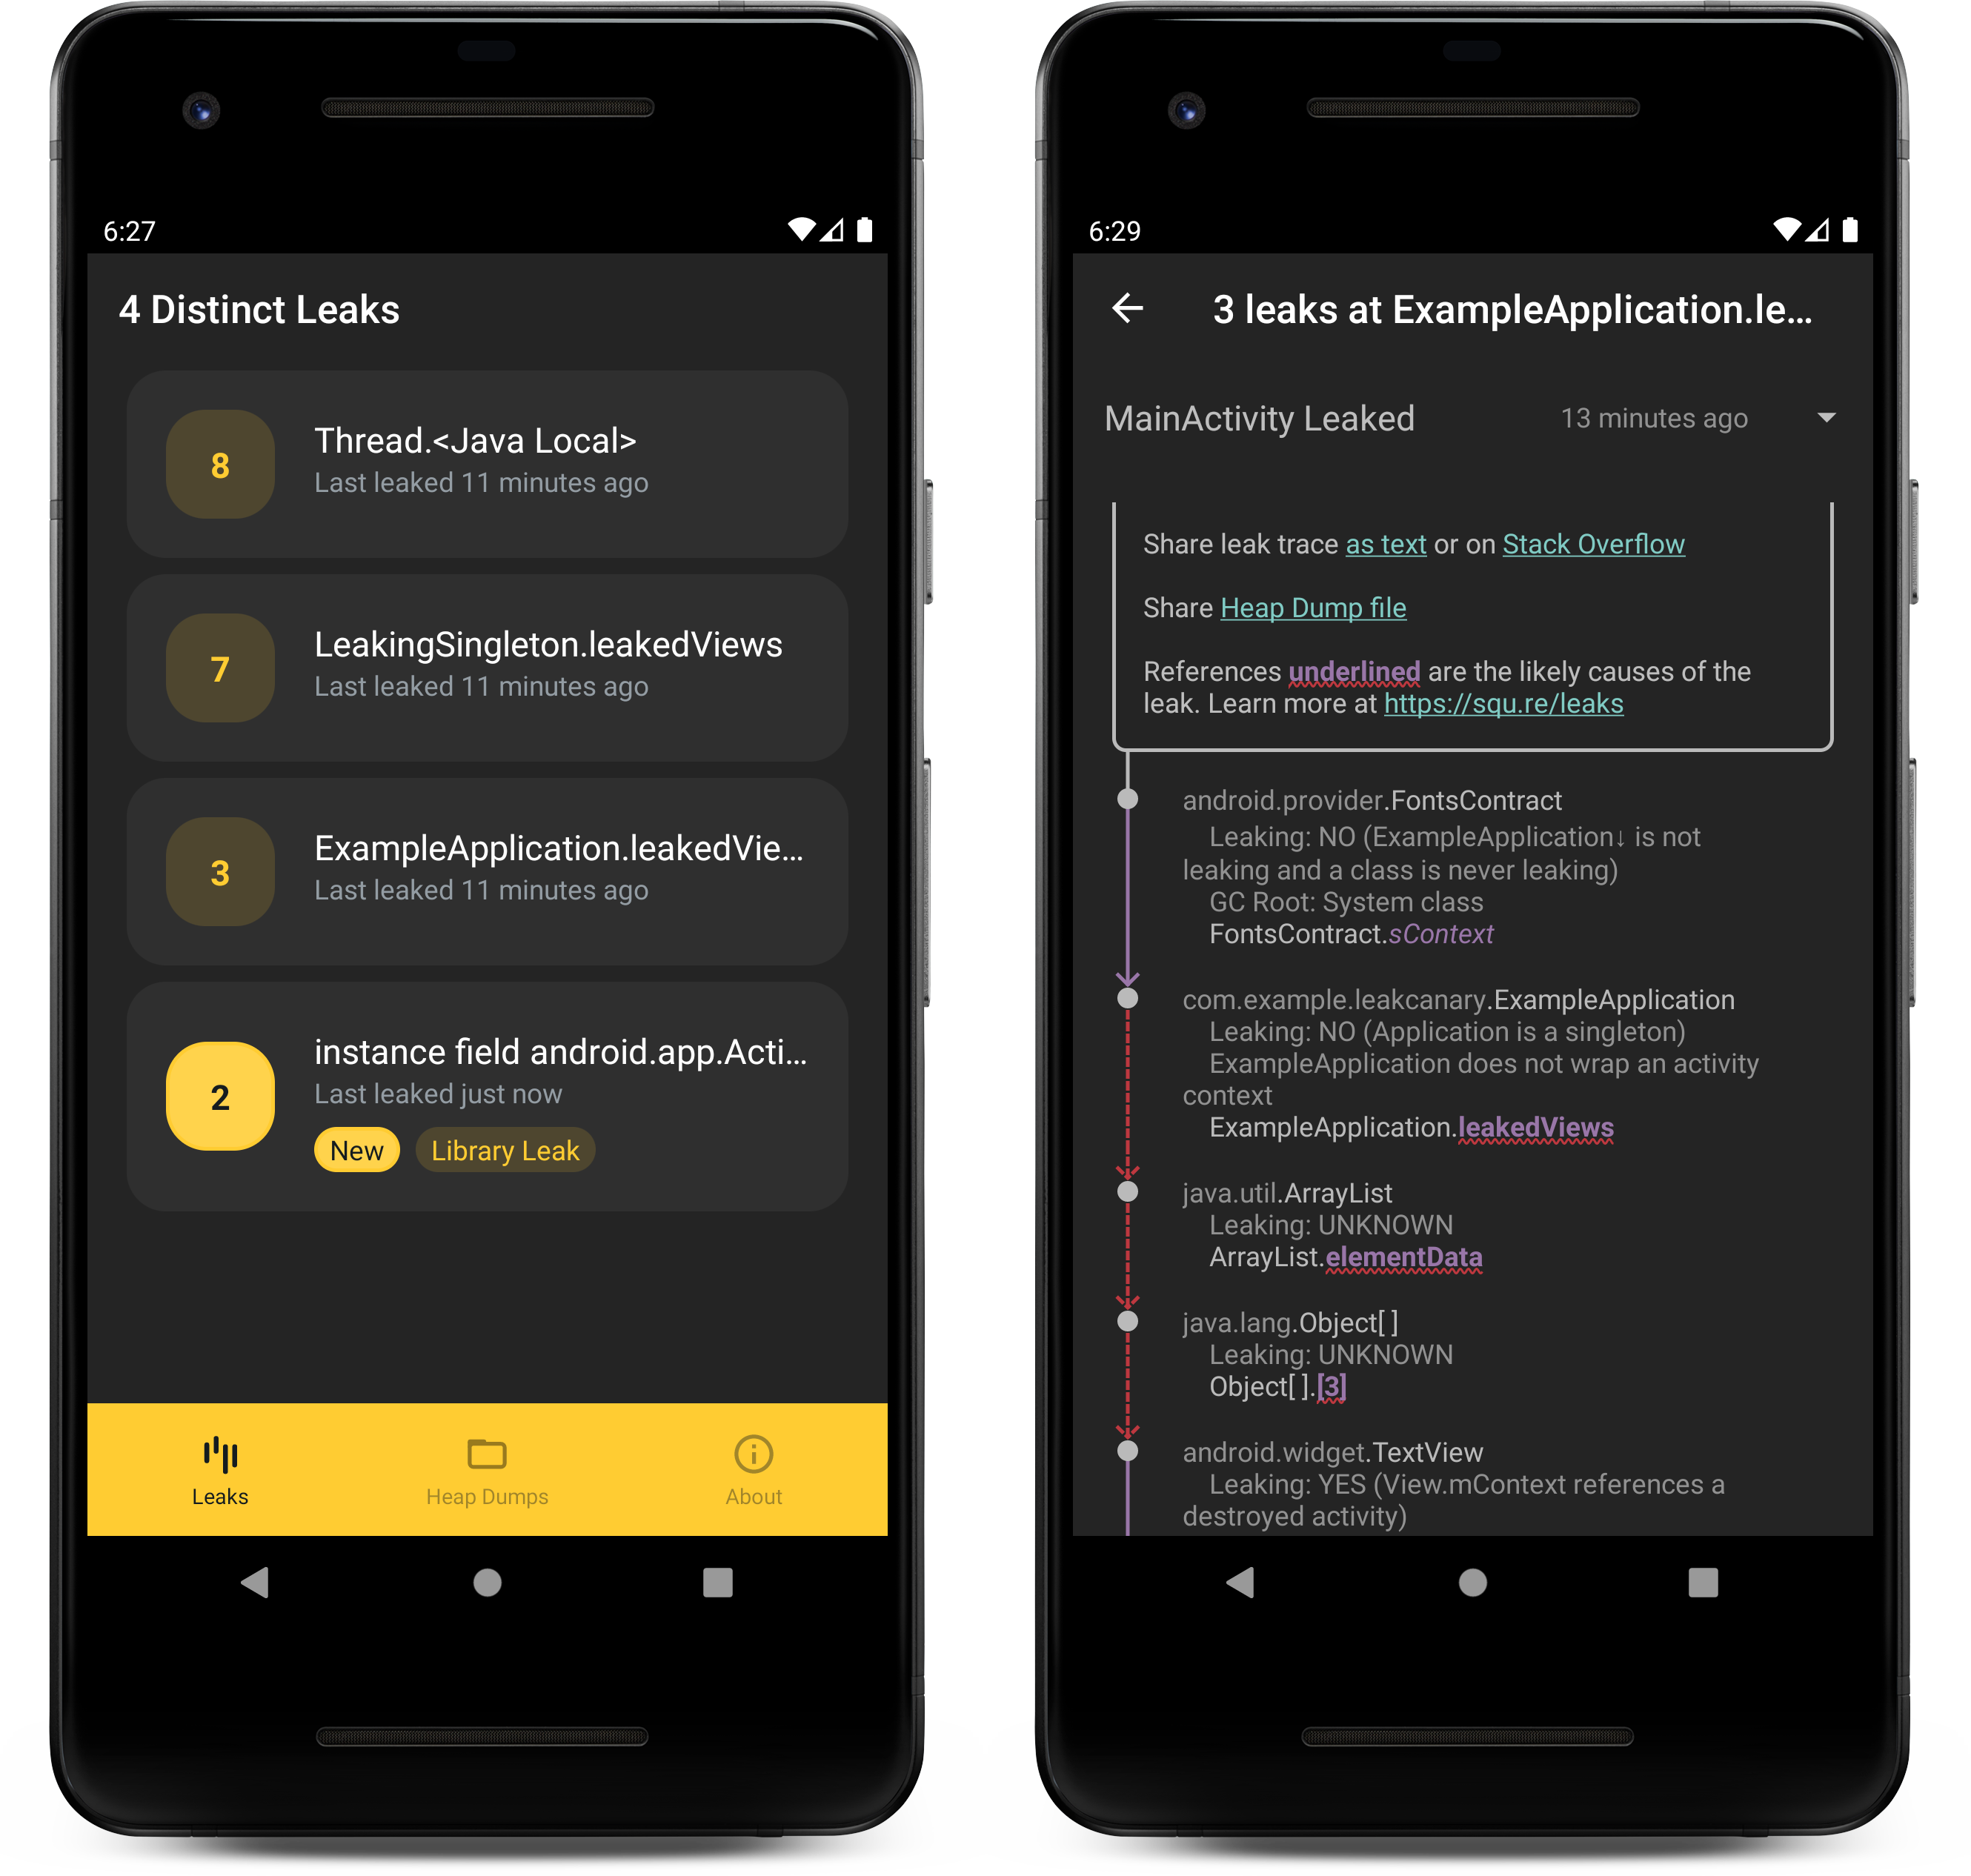 6:27
4 Distinct Leaks
8
Thread.<Java Local>
Last leaked 11 minutes ago
7
LeakingSingleton.leakedViews
Last leaked 11 minutes ago
3
ExampleApplication.leakedVie...
Last leaked 11 minutes ago
2
instance field android.app.Acti...
Last leaked just now
New
Library Leak
Leaks
Heap Dumps
About
6:29
3 leaks at ExampleApplication.le...
MainActivity Leaked
13 minutes ago
Share leak trace as text or on Stack Overflow
Share Heap Dump file
References underlined are the likely causes of the
leak. Learn more at https://squ.re/leaks
android.provider.FontsContract
Leaking: NO (ExampleApplication↓ is not
leaking and a class is never leaking)
GC Root: System class
FontsContract.sContext
com.example.leakcanary.ExampleApplication
Leaking: NO (Application is a singleton)
ExampleApplication does not wrap an activity
context
ExampleApplication.leakedViews
java.util.ArrayList
Leaking: UNKNOWN
ArrayList.elementData
java.lang.Object[]
Leaking: UNKNOWN
Object[].[3]
android.widget.TextView
Leaking: YES (View.mContext references a
destroyed activity)